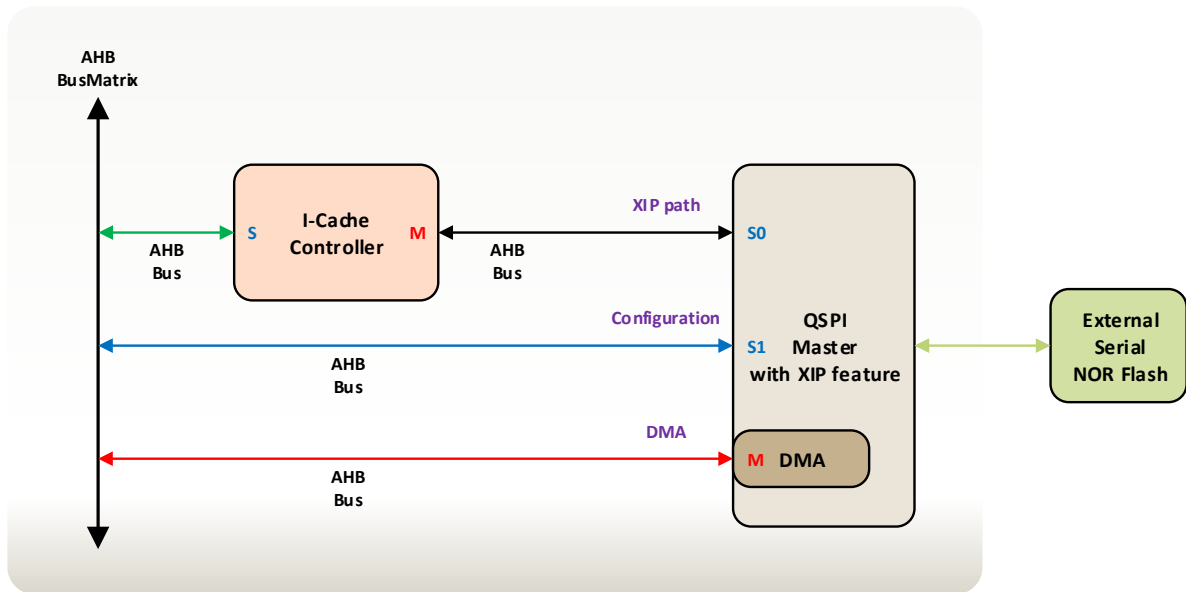 AHB
BusMatrix
I-Cache
Controller
S
M
AHB
Bus
XIP path
AHB
Bus
S0
Configuration
S1
AHB
Bus
QSPI
Master
with XIP feature
External
Serial
NOR Flash
DMA
M
DMA
AHB
Bus